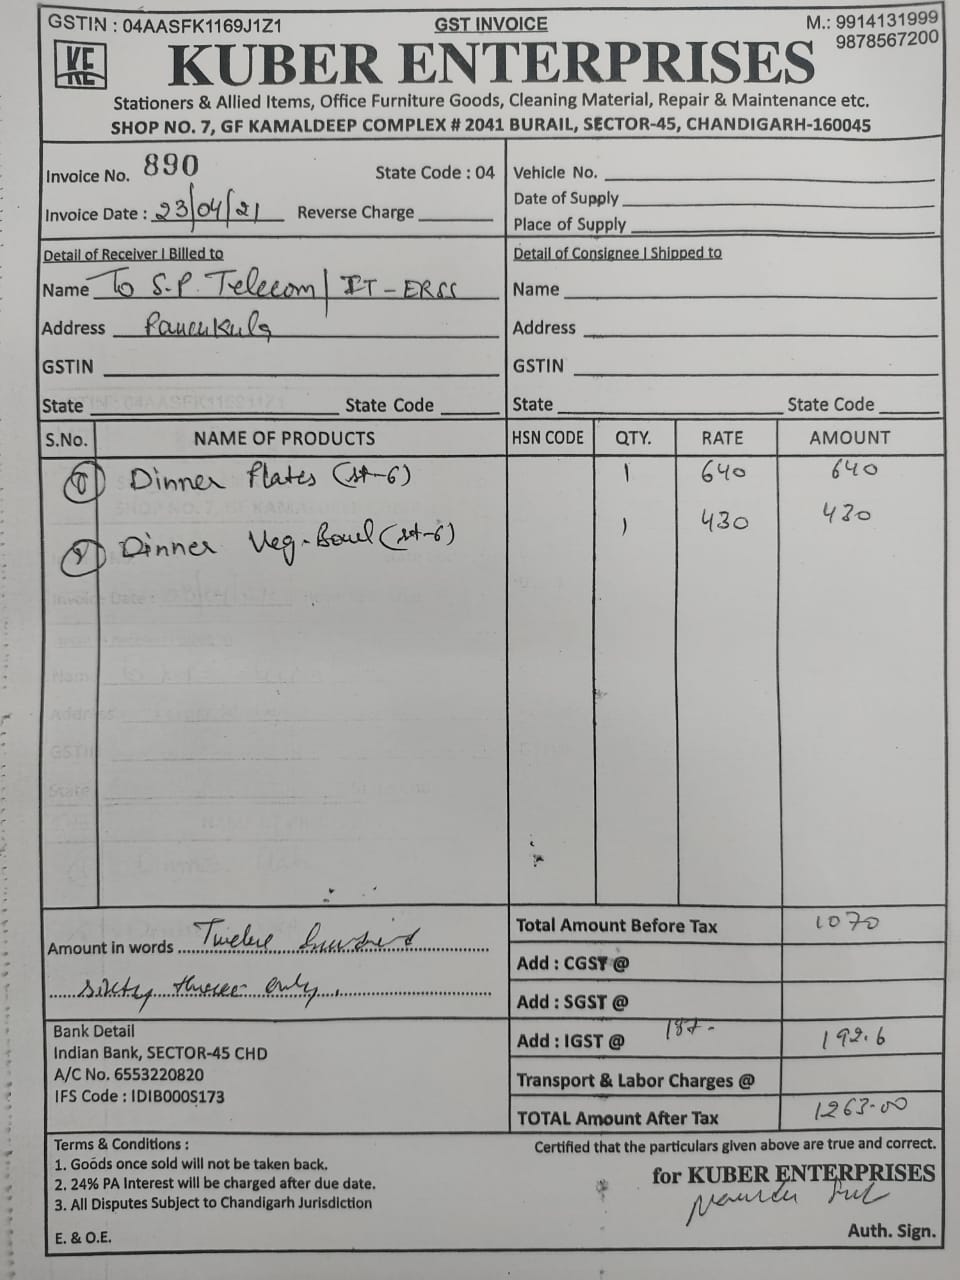 GSTIN : 04AASFK1169J1Z1
GST INVOICE
M.: 9914131999
9878567200
KE
KUBER ENTERPRISES
Stationers & Allied Items, Office Furniture Goods, Cleaning Material, Repair & Maintenance etc.
SHOP NO. 7, GF KAMALDEEP COMPLEX # 2041 BURAIL, SECTOR-45, CHANDIGARH-160045
Invoice No. 890 State Code : 04
Invoice Date : 23/04/21 Reverse Charge
Vehicle No.
Date of Supply
Place of Supply
Detail of Receiver | Billed to
Name To S.P. Telecom / IT-ERSS
Address Panchkula
GSTIN
State State Code
Detail of Consignee | Shipped to
Name
Address
GSTIN
State State Code
S.No. NAME OF PRODUCTS HSN CODE QTY. RATE AMOUNT
1 Dinner Plates (st-6) 1 640 640
2 Dinner Veg-Bowl (st-6) 1 430 430
Amount in words Twelve hundred
sixty three only.
Total Amount Before Tax 1070
Add : CGST @
Add : SGST @
Add : IGST @ 18%- 192.6
Transport & Labor Charges @
TOTAL Amount After Tax 1263-00
Bank Detail
Indian Bank, SECTOR-45 CHD
A/C No. 6553220820
IFS Code : IDIB000S173
Terms & Conditions :
1. Goods once sold will not be taken back.
2. 24% PA Interest will be charged after due date.
3. All Disputes Subject to Chandigarh Jurisdiction
E. & O.E.
Certified that the particulars given above are true and correct.
for KUBER ENTERPRISES
Auth. Sign.